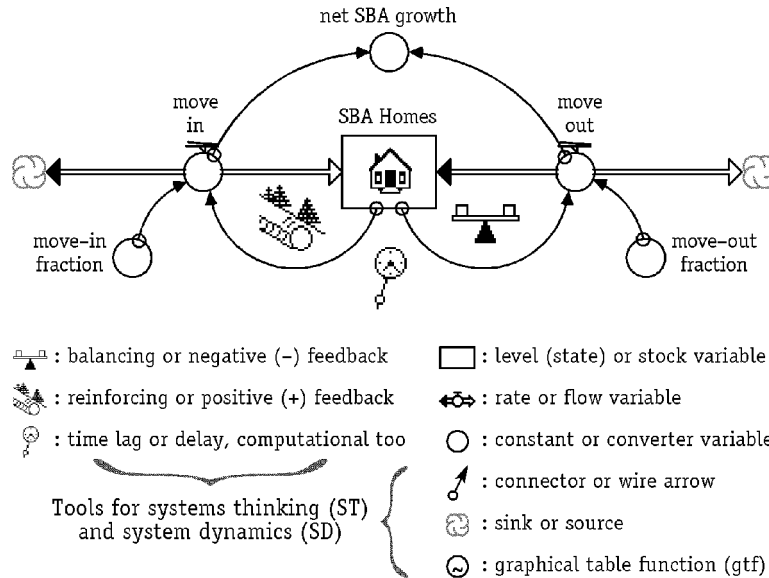 net SBA growth
move
in
SBA Homes
move
out
move-in
fraction
move-out
fraction
: balancing or negative (-) feedback
: reinforcing or positive (+) feedback
: time lag or delay, computational too
Tools for systems thinking (ST)
and system dynamics (SD)
: level (state) or stock variable
: rate or flow variable
: constant or converter variable
: connector or wire arrow
: sink or source
: graphical table function (gtf)